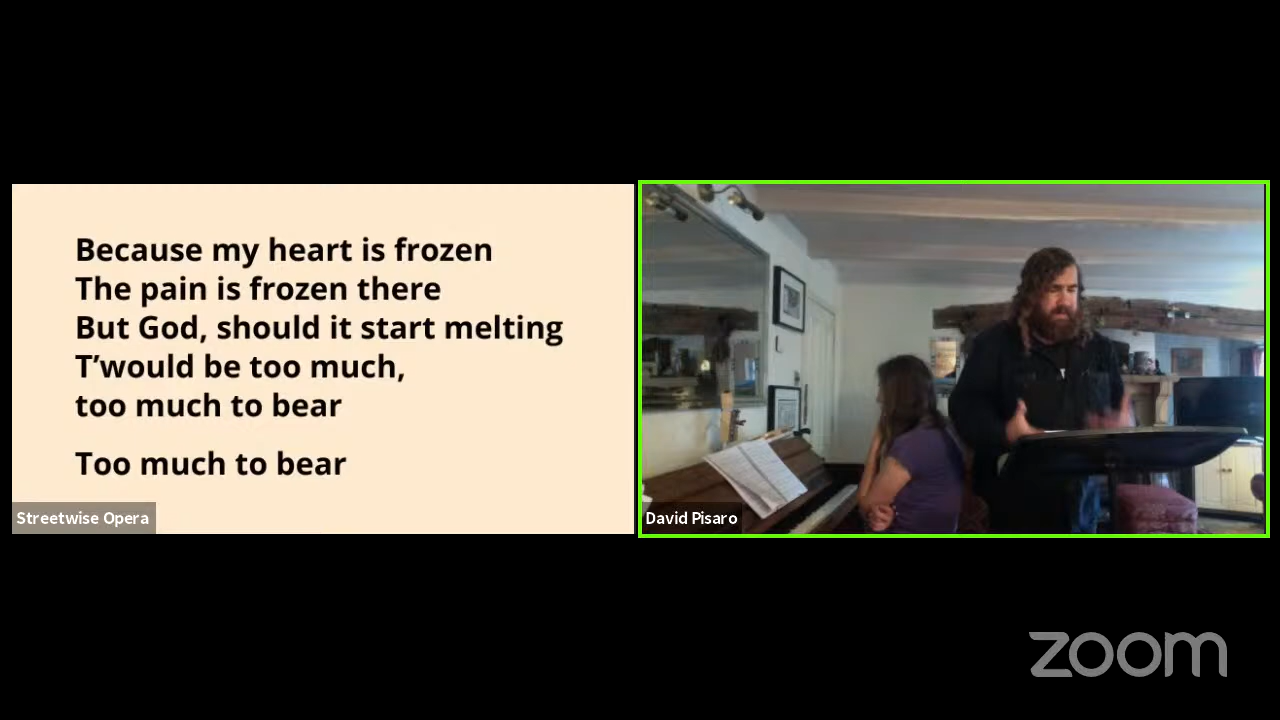 Because my heart is frozen
The pain is frozen there
But God, should it start melting
T’would be too much,
too much to bear
Too much to bear
Streetwise Opera
David Pisaro
zoom